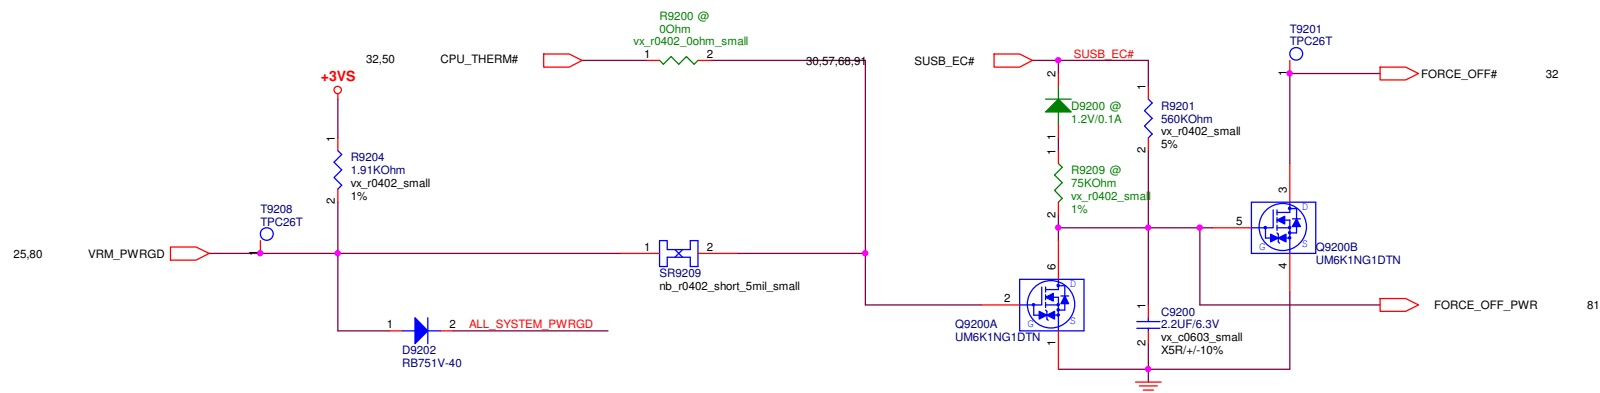 R9200 @
0Ohm
vx_r0402_0ohm_small
1
2
32,50
CPU_THERM#
30,57,68,91
SUSB_EC#
SUSB_EC#
T9201
TPC26T
1
FORCE_OFF#
32
+3VS
1
R9204
1.91KOhm
vx_r0402_small
1%
2
2
D9200 @
1.2V/0.1A
1
1
R9209 @
75KOhm
vx_r0402_small
1%
2
1
R9201
560KOhm
vx_r0402_small
5%
2
3
5
D
G
S
Q9200B
UM6K1NG1DTN
4
T9208
TPC26T
1
25,80
VRM_PWRGD
1
2
SR9209
nb_r0402_short_5mil_small
6
2
D
G
S
Q9200A
UM6K1NG1DTN
1
1
C9200
2.2UF/6.3V
vx_c0603_small
X5R/+/-10%
2
FORCE_OFF_PWR
81
1
2
ALL_SYSTEM_PWRGD
D9202
RB751V-40